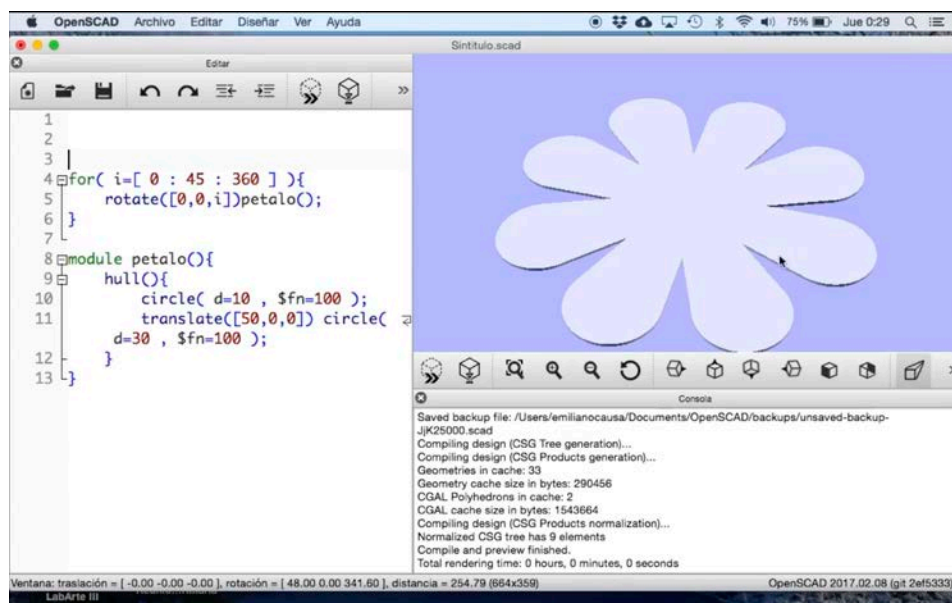 OpenSCAD Archivo Editar Diseñar Ver Ayuda 75% Jue 0:29
Sintitulo.scad
Editar
1
2
3
4 for( i=[ 0 : 45 : 360 ] ){
5 rotate([0,0,i])petalo();
6 }
7
8 module petalo(){
9 hull(){
10 circle( d=10 , $fn=100 );
11 translate([50,0,0]) circle(
d=30 , $fn=100 );
12 }
13 }
Consola
Saved backup file: /Users/emilianocausa/Documents/OpenSCAD/backups/unsaved-backup-
JjK25000.scad
Compiling design (CSG Tree generation)...
Compiling design (CSG Products generation)...
Geometries in cache: 33
Geometry cache size in bytes: 290456
CGAL Polyhedrons in cache: 2
CGAL cache size in bytes: 1543664
Compiling design (CSG Products normalization)...
Normalized CSG tree has 9 elements
Compile and preview finished.
Total rendering time: 0 hours, 0 minutes, 0 seconds
Ventana: traslación = [ -0.00 -0.00 -0.00 ], rotación = [ 48.00 0.00 341.60 ], distancia = 254.79 (664x359) OpenSCAD 2017.02.08 (git 2ef5333)
LabArte III